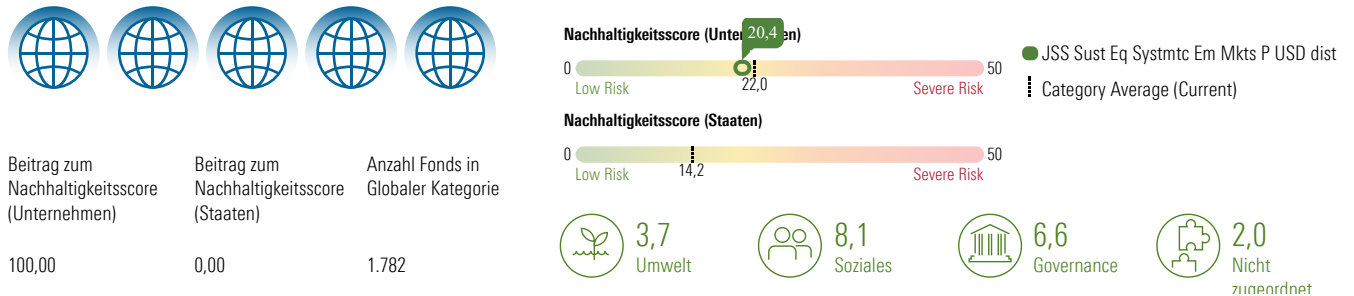 Beitrag zum
Nachhaltigkeitsscore
(Unternehmen)
100,00
Beitrag zum
Nachhaltigkeitsscore
(Staaten)
0,00
Anzahl Fonds in
Globaler Kategorie
1.782
Nachhaltigkeitsscore (Unte en)
20,4
0
50
Low Risk
22,0
Severe Risk
Nachhaltigkeitsscore (Staaten)
0
50
Low Risk
14,2
Severe Risk
JSS Sust Eq Systmtc Em Mkts P USD dist
Category Average (Current)
3,7
Umwelt
8,1
Soziales
6,6
Governance
2,0
Nicht
zugeordnet